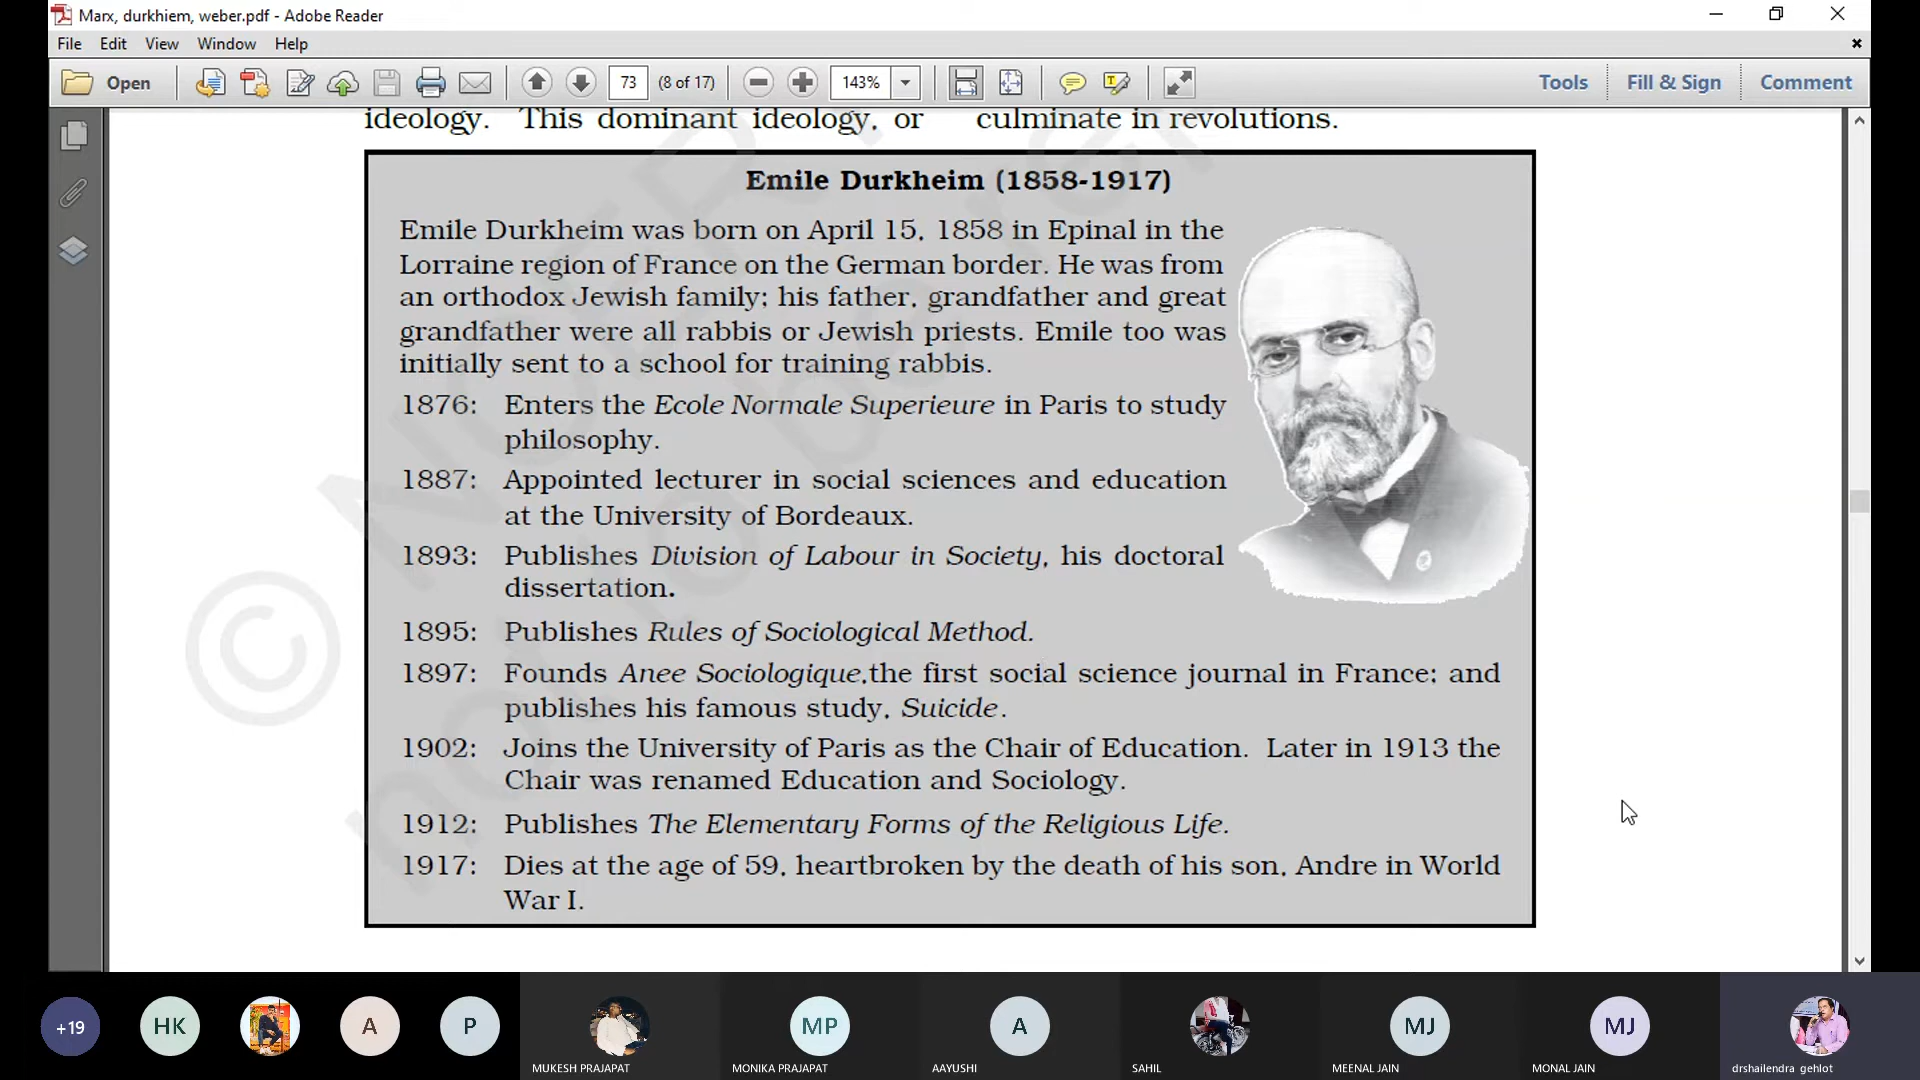 Marx, durkhiem, weber.pdf - Adobe Reader
File Edit View Window Help
Open 73 (8 of 17) 143% Tools Fill & Sign Comment
ideology. This dominant ideology, or culminate in revolutions.
Emile Durkheim (1858-1917)
Emile Durkheim was born on April 15, 1858 in Epinal in the
Lorraine region of France on the German border. He was from
an orthodox Jewish family; his father, grandfather and great
grandfather were all rabbis or Jewish priests. Emile too was
initially sent to a school for training rabbis.
1876: Enters the Ecole Normale Superieure in Paris to study
philosophy.
1887: Appointed lecturer in social sciences and education
at the University of Bordeaux.
1893: Publishes Division of Labour in Society, his doctoral
dissertation.
1895: Publishes Rules of Sociological Method.
1897: Founds Anee Sociologique,the first social science journal in France; and
publishes his famous study, Suicide.
1902: Joins the University of Paris as the Chair of Education. Later in 1913 the
Chair was renamed Education and Sociology.
1912: Publishes The Elementary Forms of the Religious Life.
1917: Dies at the age of 59, heartbroken by the death of his son, Andre in World
War I.
+19 HK A P MP A MJ MJ
MUKESH PRAJAPAT MONIKA PRAJAPAT AAYUSHI SAHIL MEENAL JAIN MONAL JAIN drshailendra gehlot